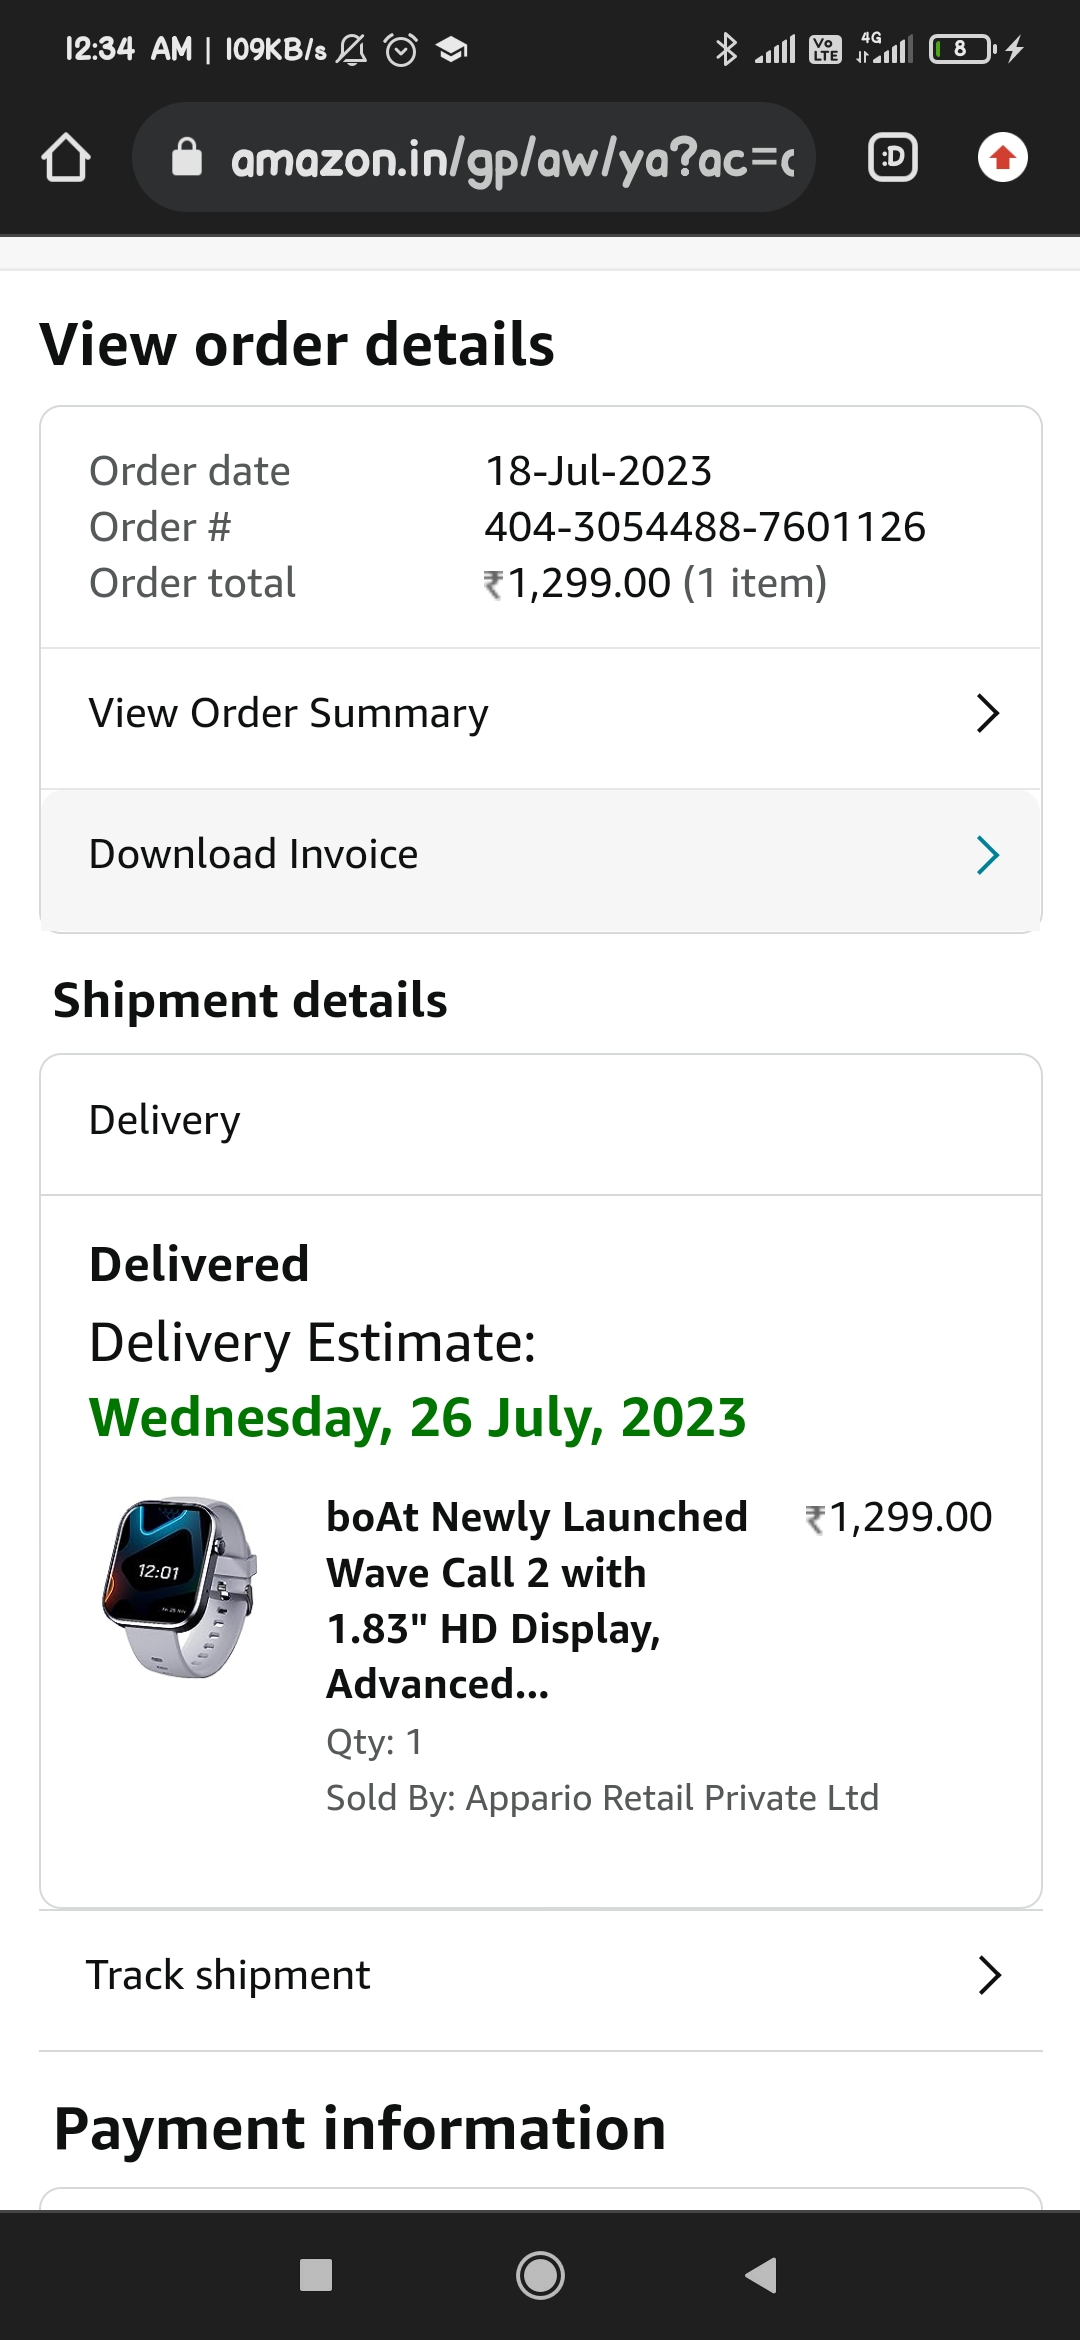 12:34 AM | 109KB/s
VoLTE 4G 8
amazon.in/gp/aw/ya?ac=c
:D
View order details
Order date 18-Jul-2023
Order # 404-3054488-7601126
Order total ₹1,299.00 (1 item)
View Order Summary
Download Invoice
Shipment details
Delivery
Delivered
Delivery Estimate:
Wednesday, 26 July, 2023
boAt Newly Launched ₹1,299.00
Wave Call 2 with
1.83" HD Display,
Advanced...
12:01
Qty: 1
Sold By: Appario Retail Private Ltd
Track shipment
Payment information